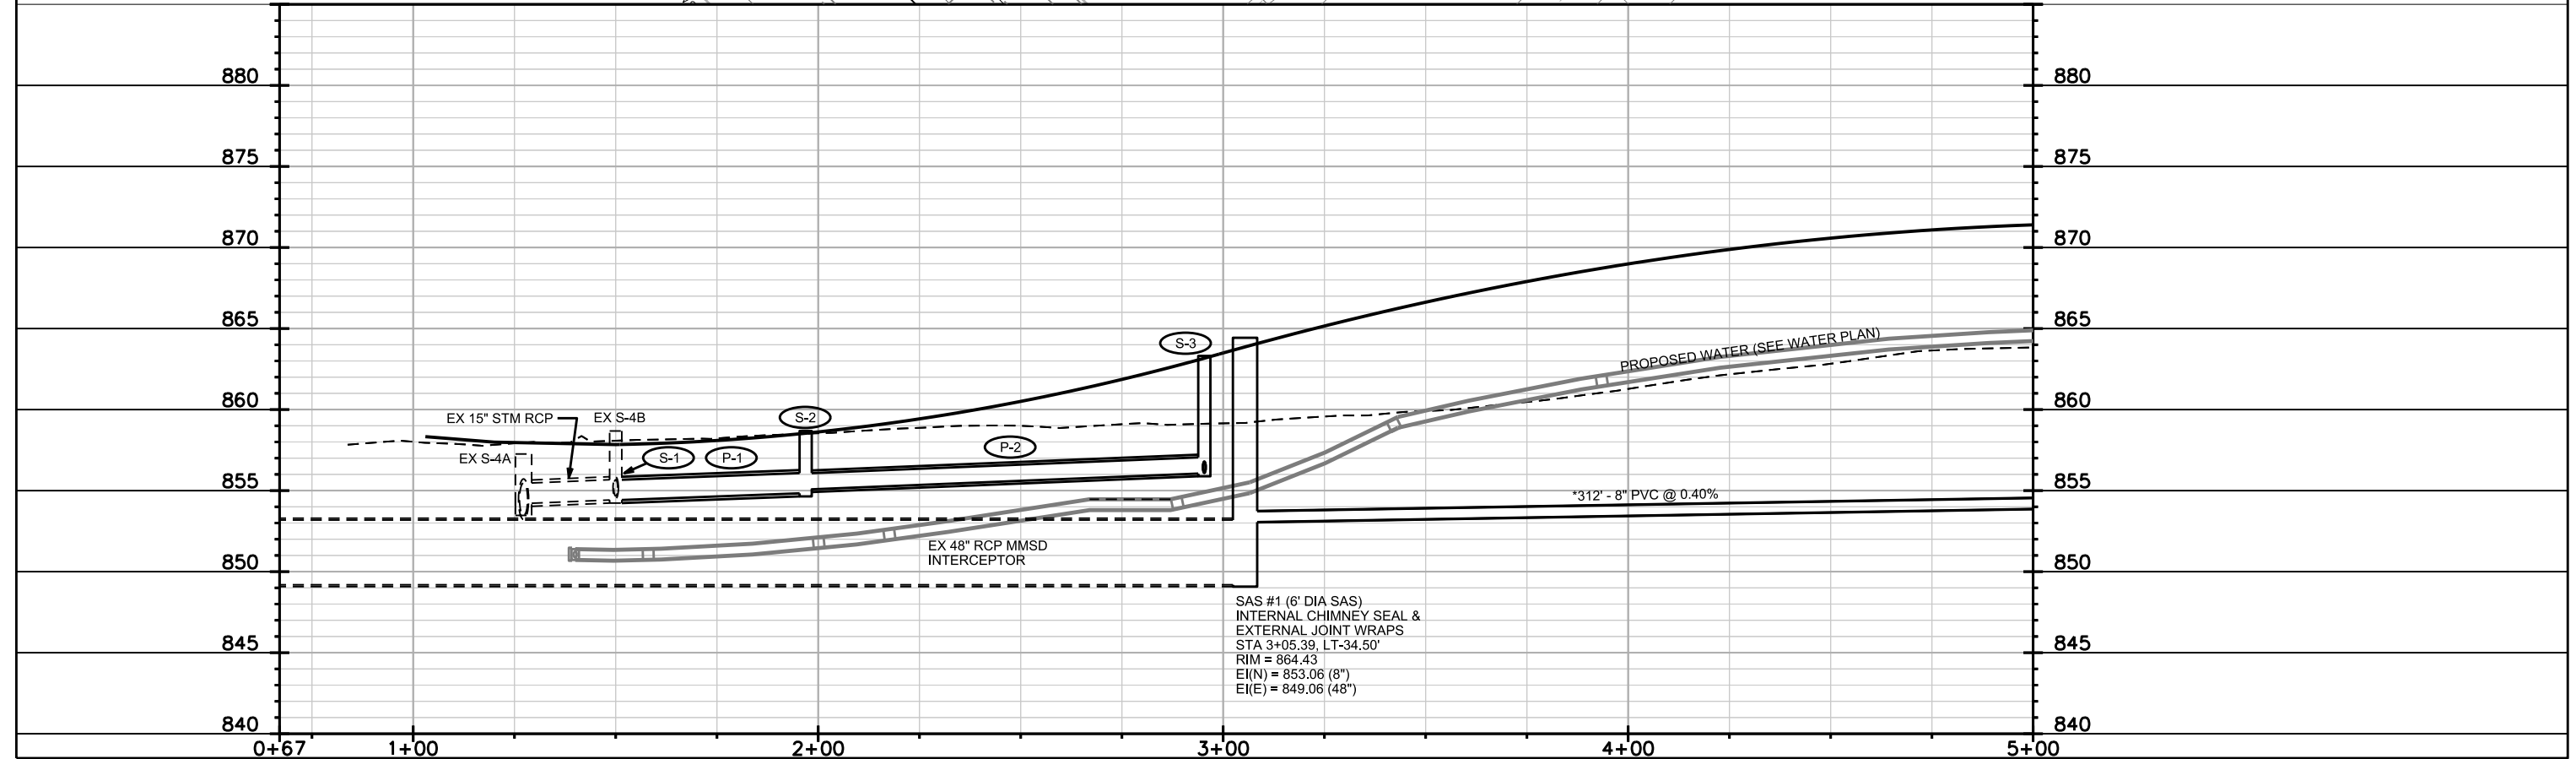 880
880
875
875
870
870
865
865
PROPOSED WATER (SEE WATER PLAN)
S-3
860
860
EX 15" STM RCP
EX S-4B
S-2
EX S-4A
S-1
P-1
P-2
855
855
*312' - 8" PVC @ 0.40%
EX 48" RCP MMSD
INTERCEPTOR
850
850
SAS #1 (6' DIA SAS)
INTERNAL CHIMNEY SEAL &
EXTERNAL JOINT WRAPS
STA 3+05.39, LT-34.50'
RIM = 864.43
EI(N) = 853.06 (8")
EI(E) = 849.06 (48")
845
845
840
840
0+67
1+00
2+00
3+00
4+00
5+00